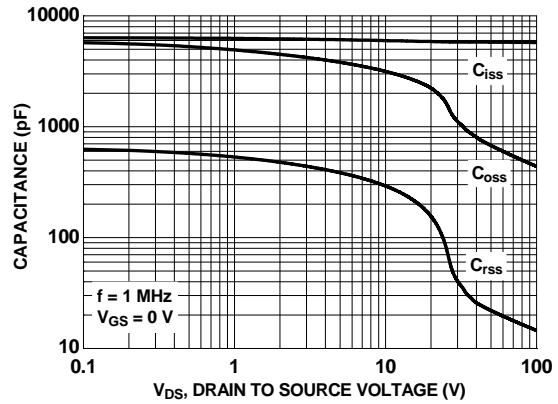 10000
1000
100
10
CAPACITANCE (pF)
Ciss
Coss
Crss
f = 1 MHz
VGS = 0 V
0.1
1
10
100
VDS, DRAIN TO SOURCE VOLTAGE (V)